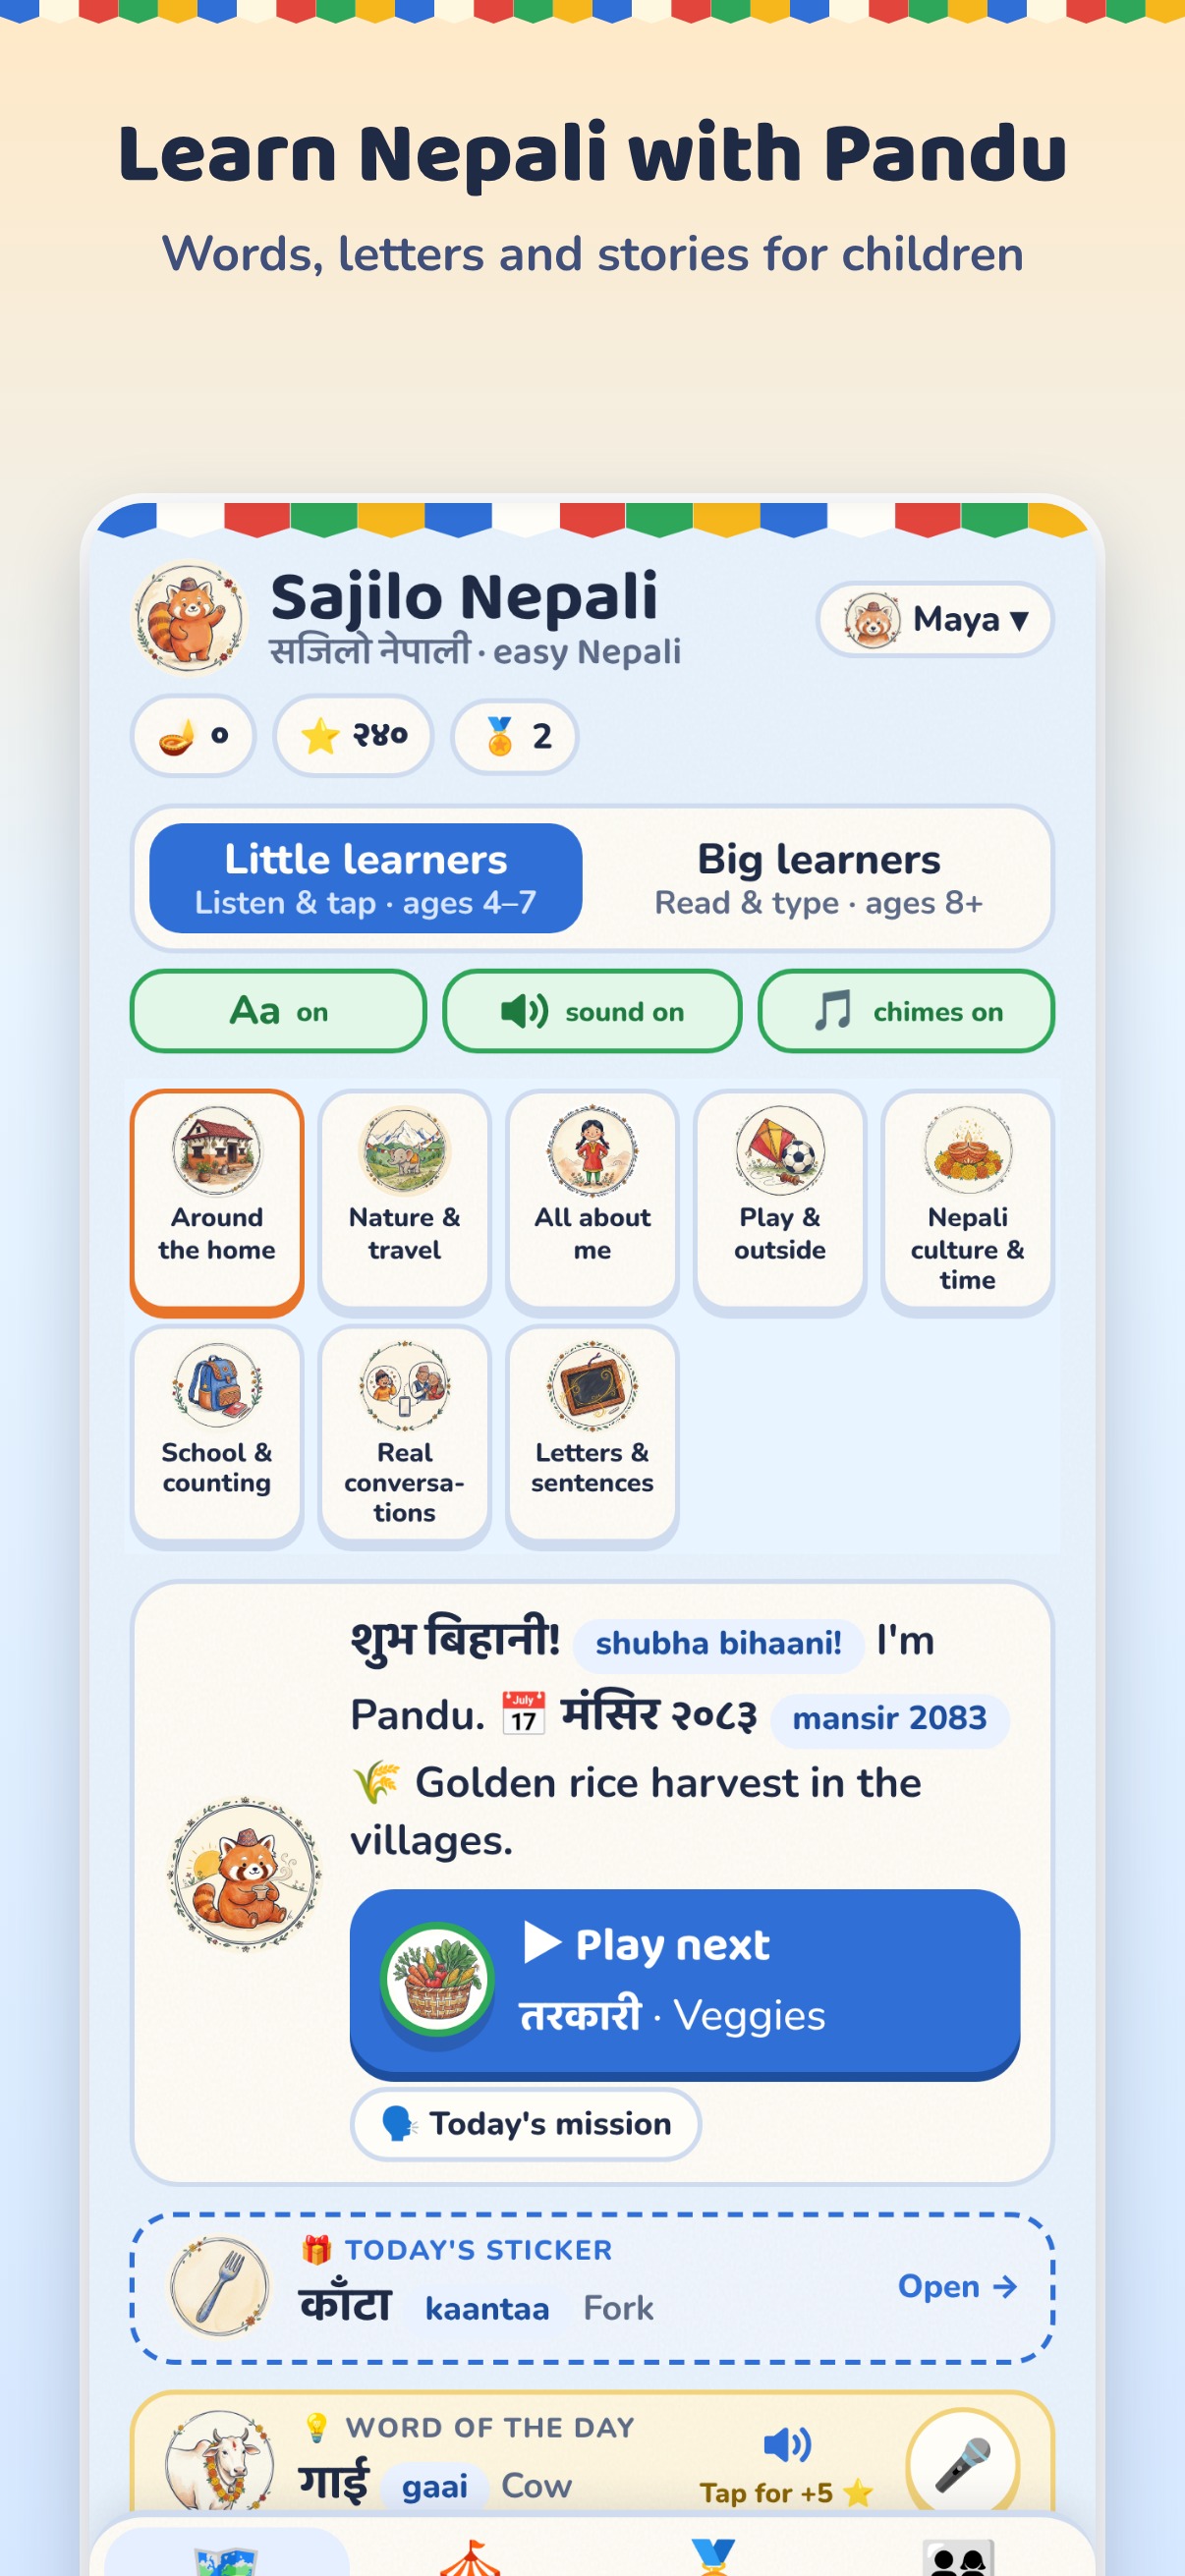 Learn Nepali with Pandu
Words, letters and stories for children
Sajilo Nepali
सजिलो नेपाली · easy Nepali
Maya ▼
०
२४०
2
Little learners
Listen & tap · ages 4–7
Big learners
Read & type · ages 8+
Aa on
sound on
chimes on
Around
the home
Nature &
travel
All about
me
Play &
outside
Nepali
culture &
time
School &
counting
Real
conversa-
tions
Letters &
sentences
शुभ बिहानी! shubha bihaani! I'm
Pandu. July 17 मंसिर २०८३ mansir 2083
Golden rice harvest in the
villages.
▶ Play next
तरकारी · Veggies
Today's mission
TODAY'S STICKER
काँटा kaantaa Fork
Open →
WORD OF THE DAY
गाई gaai Cow
Tap for +5